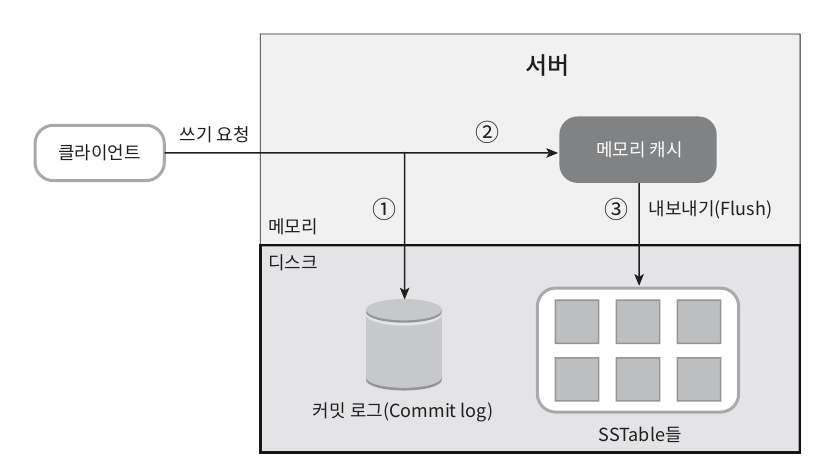 서버
쓰기 요청
②
클라이언트
메모리 캐시
①
③ 내보내기(Flush)
메모리
디스크
커밋 로그(Commit log)
SSTable들